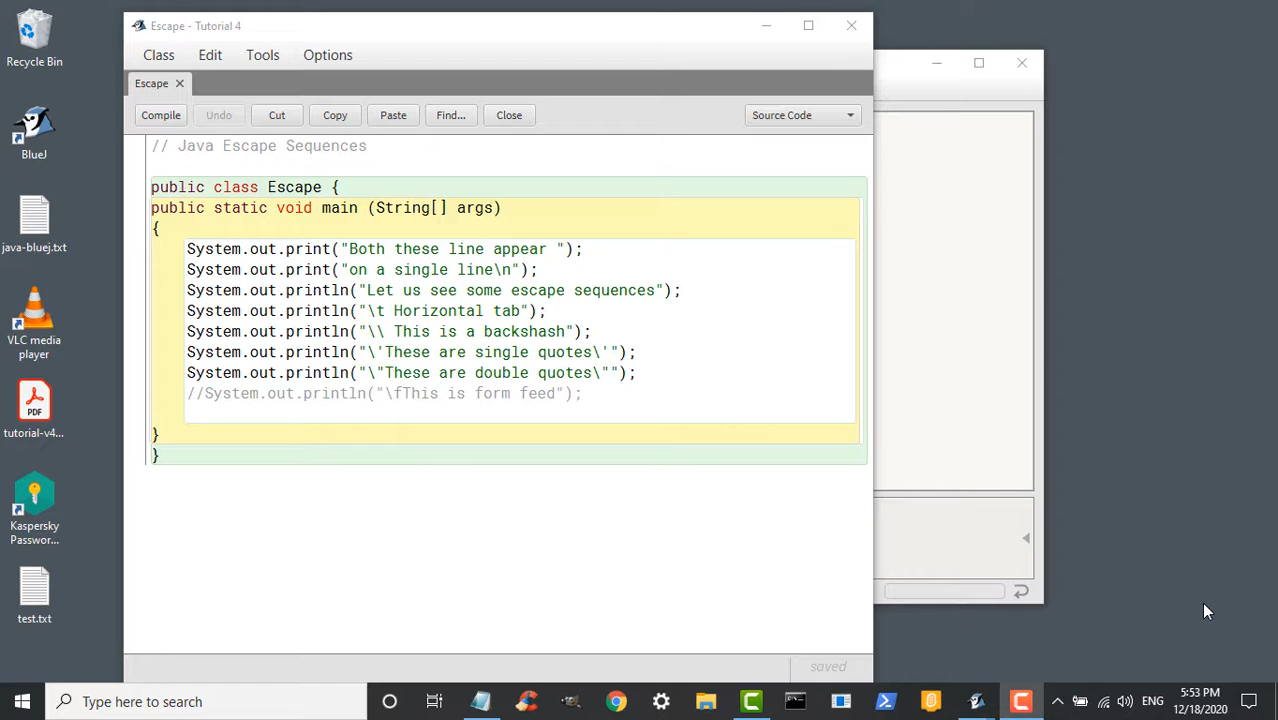 Recycle Bin
BlueJ
java-bluej.txt
VLC media
player
PDF
tutorial-v4...
Kaspersky
Passwor...
test.txt
Escape - Tutorial 4
Class Edit Tools Options
Escape
Compile Undo Cut Copy Paste Find... Close Source Code
// Java Escape Sequences
public class Escape {
public static void main (String[] args)
{
System.out.print("Both these line appear ");
System.out.print("on a single line\n");
System.out.println("Let us see some escape sequences");
System.out.println("\t Horizontal tab");
System.out.println("\\ This is a backshash");
System.out.println("\'These are single quotes\'");
System.out.println("\"These are double quotes\"");
//System.out.println("\fThis is form feed");
}
}
saved
Type here to search
ENG
5:53 PM
12/18/2020